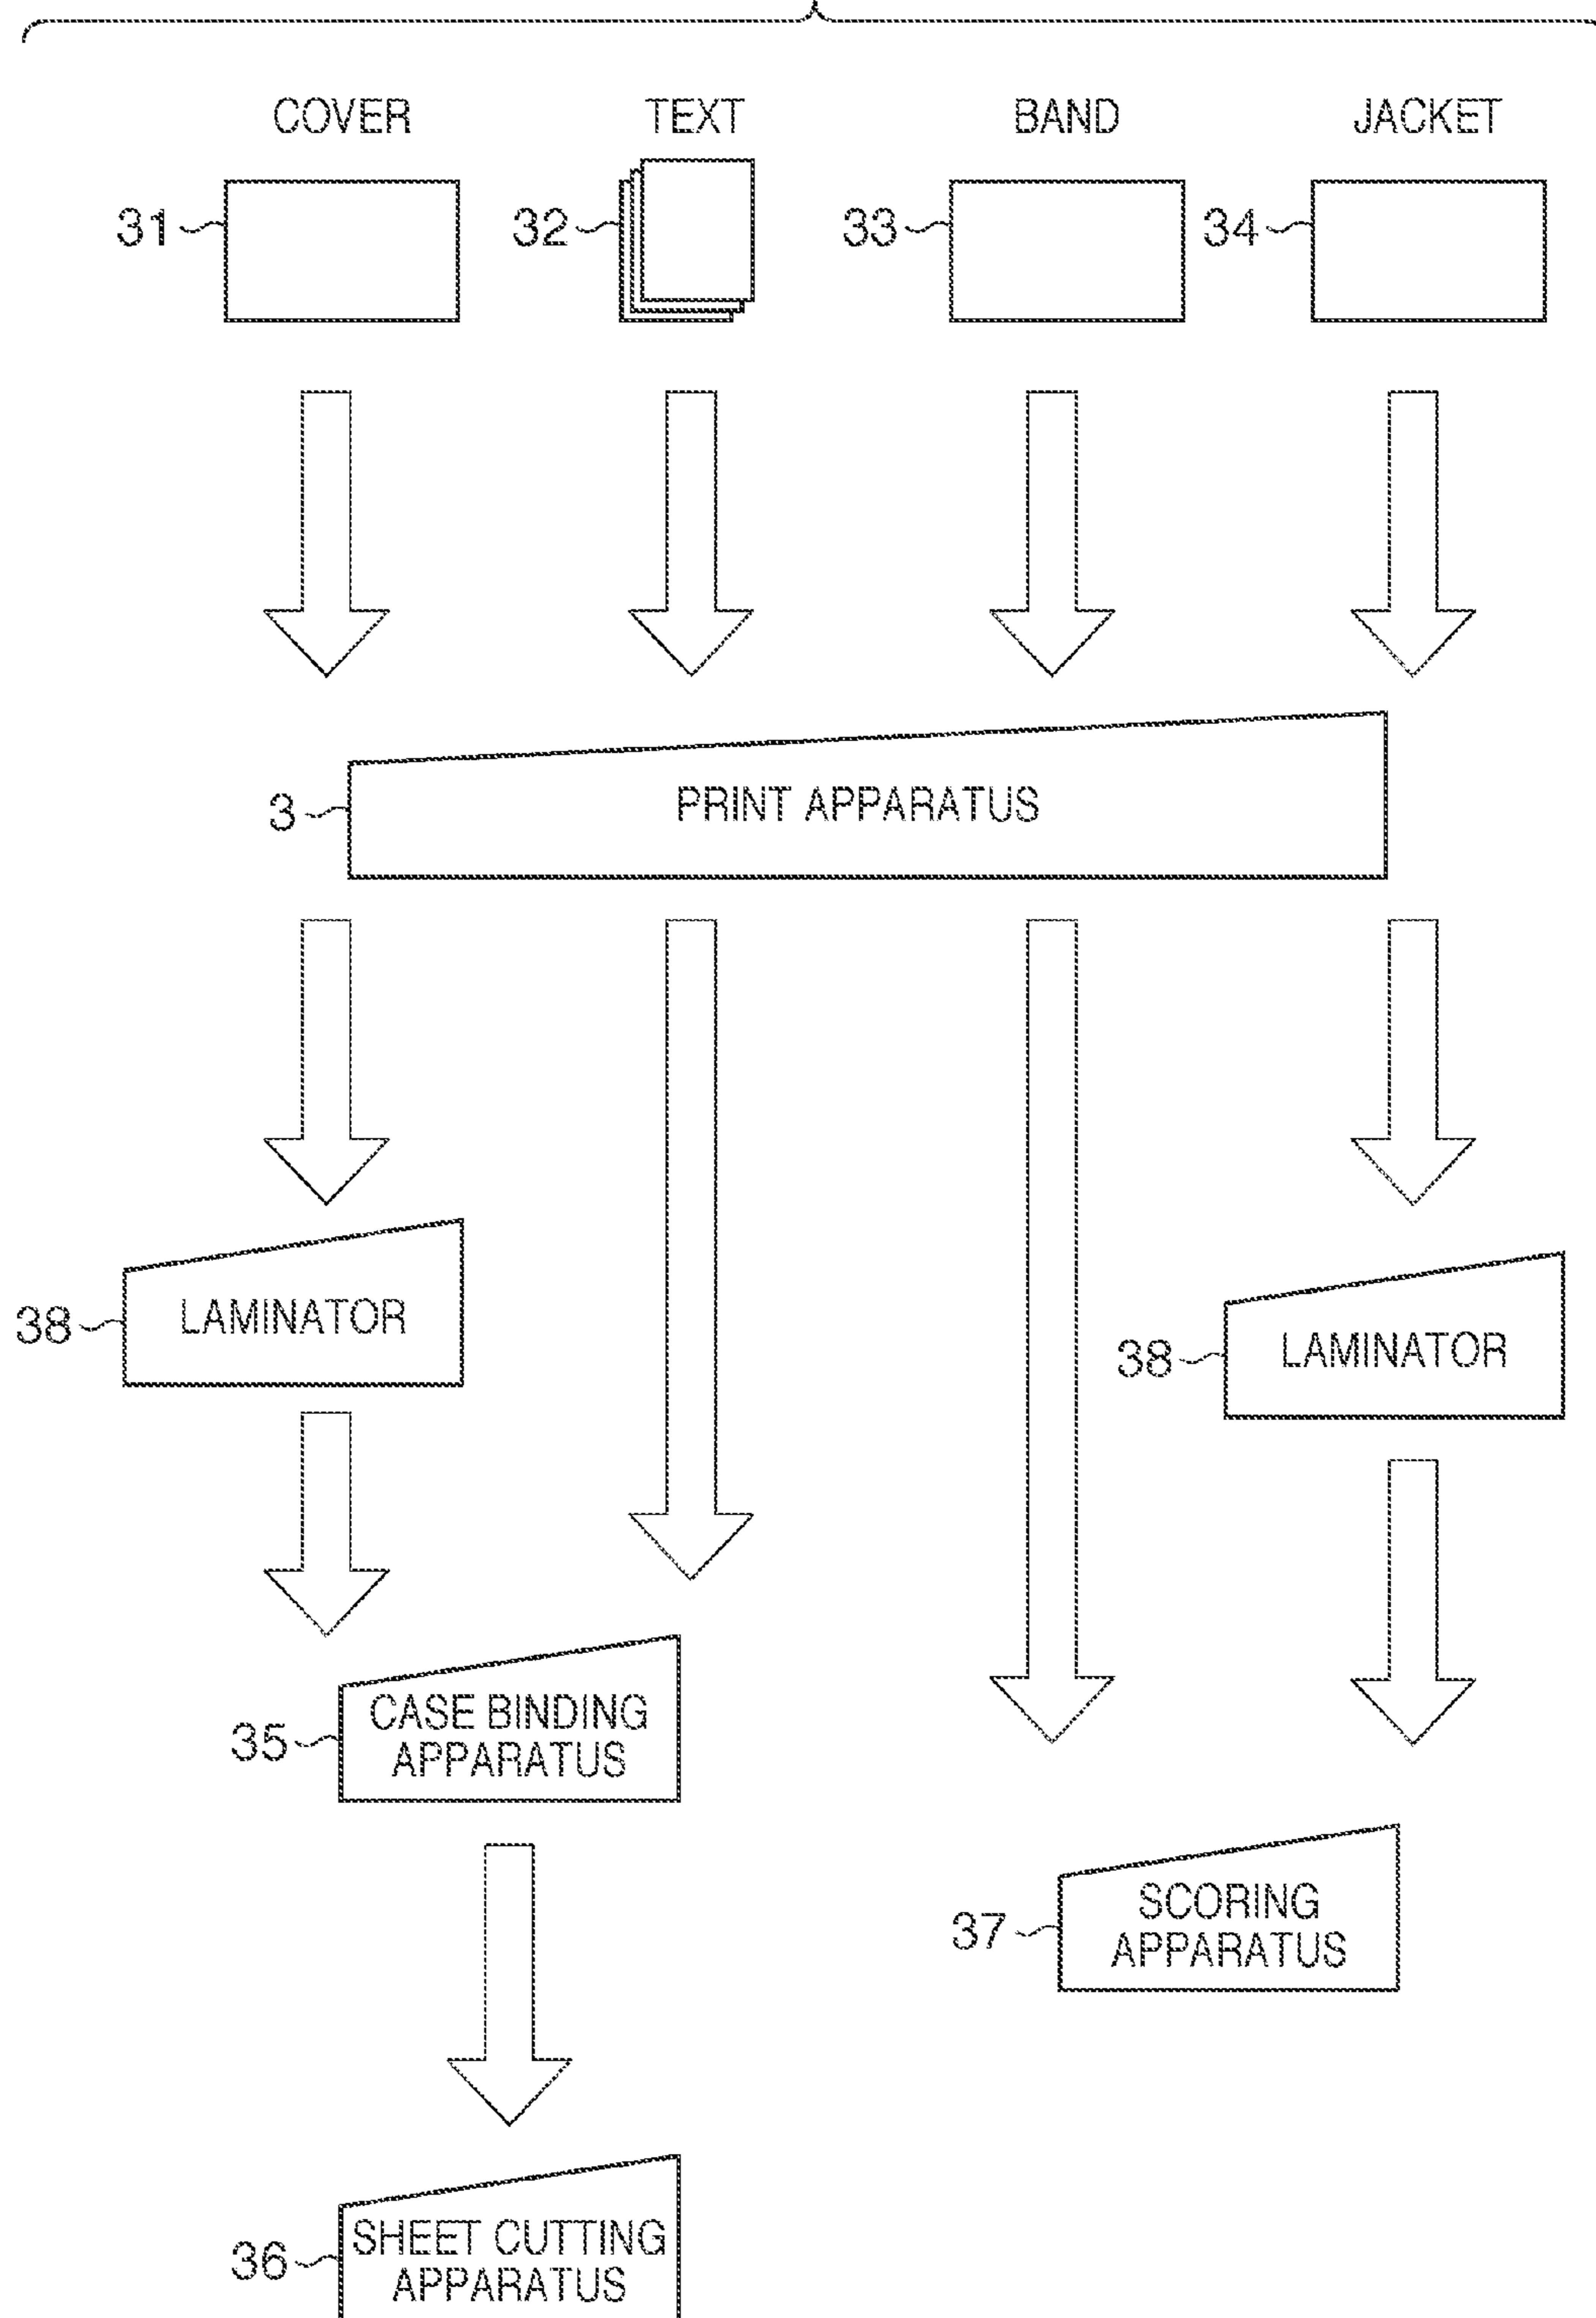 COVER TEXT BAND JACKET
31 32 33 34
3 PRINT APPARATUS
38 LAMINATOR
38 LAMINATOR
35 CASE BINDING
APPARATUS
37 SCORING
APPARATUS
36 SHEET CUTTING
APPARATUS